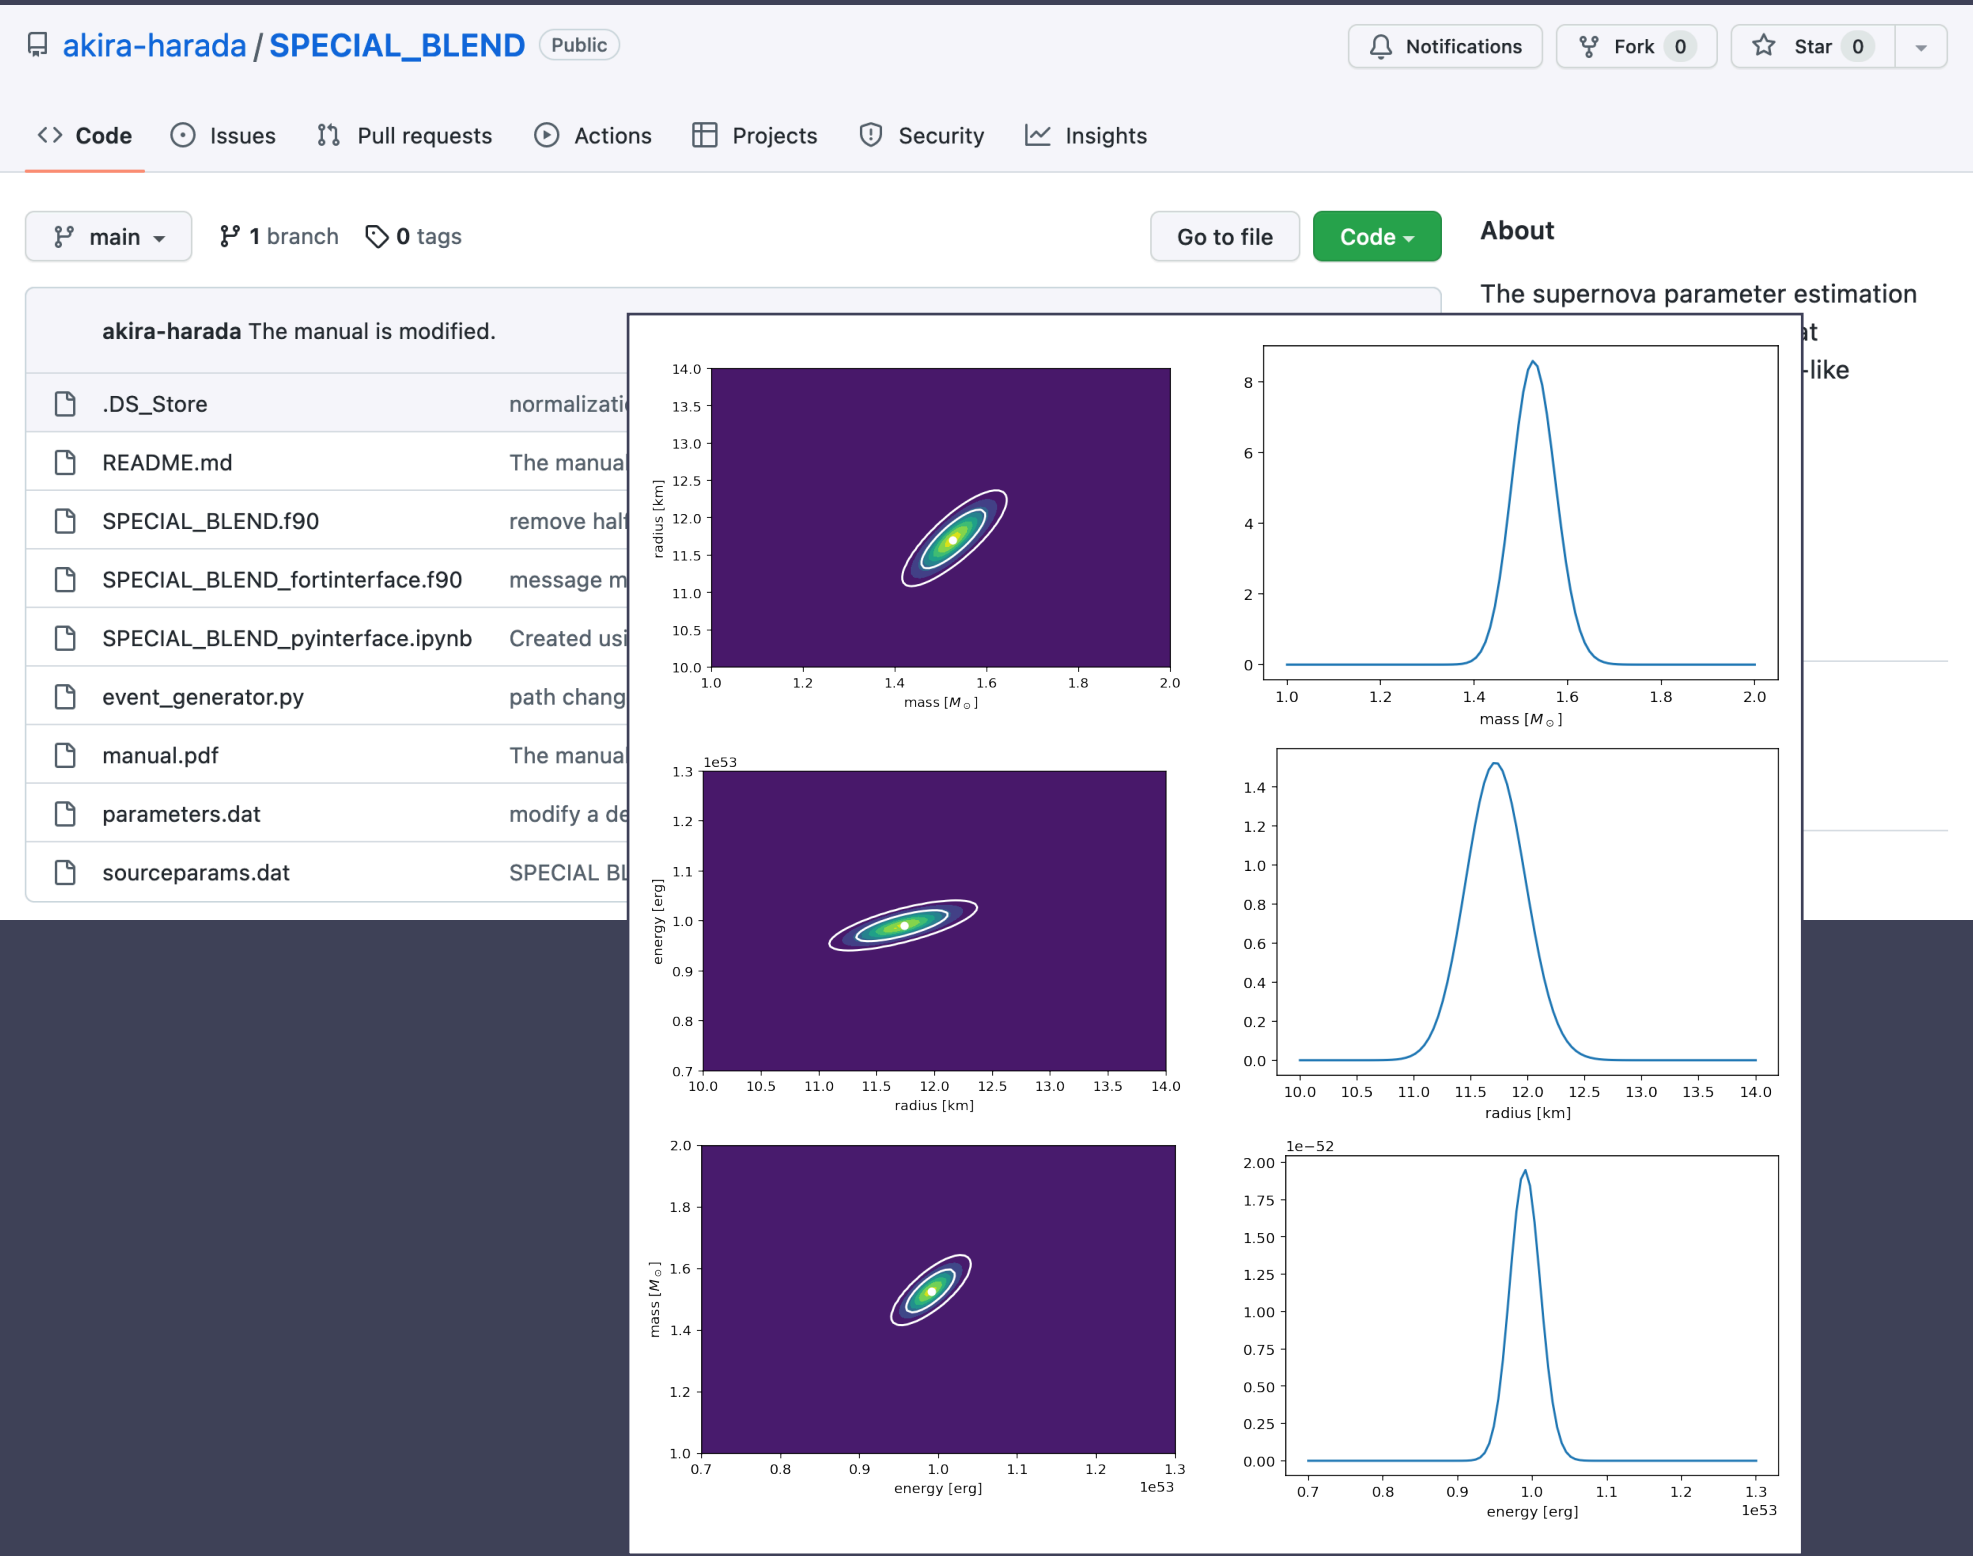 akira-harada / SPECIAL_BLEND Public
Notifications
Fork 0
Star 0
Code
Issues
Pull requests
Actions
Projects
Security
Insights
main
1 branch
0 tags
Go to file
Code
About
The supernova parameter estimation
at
-like
akira-harada The manual is modified.
.DS_Store normalizati
README.md The manual
SPECIAL_BLEND.f90 remove half
SPECIAL_BLEND_fortinterface.f90 message m
SPECIAL_BLEND_pyinterface.ipynb Created usi
event_generator.py path chang
manual.pdf The manual
parameters.dat modify a de
sourceparams.dat SPECIAL BL
14.0
13.5
13.0
12.5
12.0
11.5
11.0
10.5
10.0
radius [km]
1.0 1.2 1.4 1.6 1.8 2.0
mass [M☉]
8
6
4
2
0
1.0 1.2 1.4 1.6 1.8 2.0
mass [M☉]
1e53
1.3
1.2
1.1
1.0
0.9
0.8
0.7
energy [erg]
10.0 10.5 11.0 11.5 12.0 12.5 13.0 13.5 14.0
radius [km]
1.4
1.2
1.0
0.8
0.6
0.4
0.2
0.0
10.0 10.5 11.0 11.5 12.0 12.5 13.0 13.5 14.0
radius [km]
2.0
1.8
1.6
1.4
1.2
1.0
mass [M☉]
0.7 0.8 0.9 1.0 1.1 1.2 1.3
energy [erg]
1e53
1e−52
2.00
1.75
1.50
1.25
1.00
0.75
0.50
0.25
0.00
0.7 0.8 0.9 1.0 1.1 1.2 1.3
1e53
energy [erg]